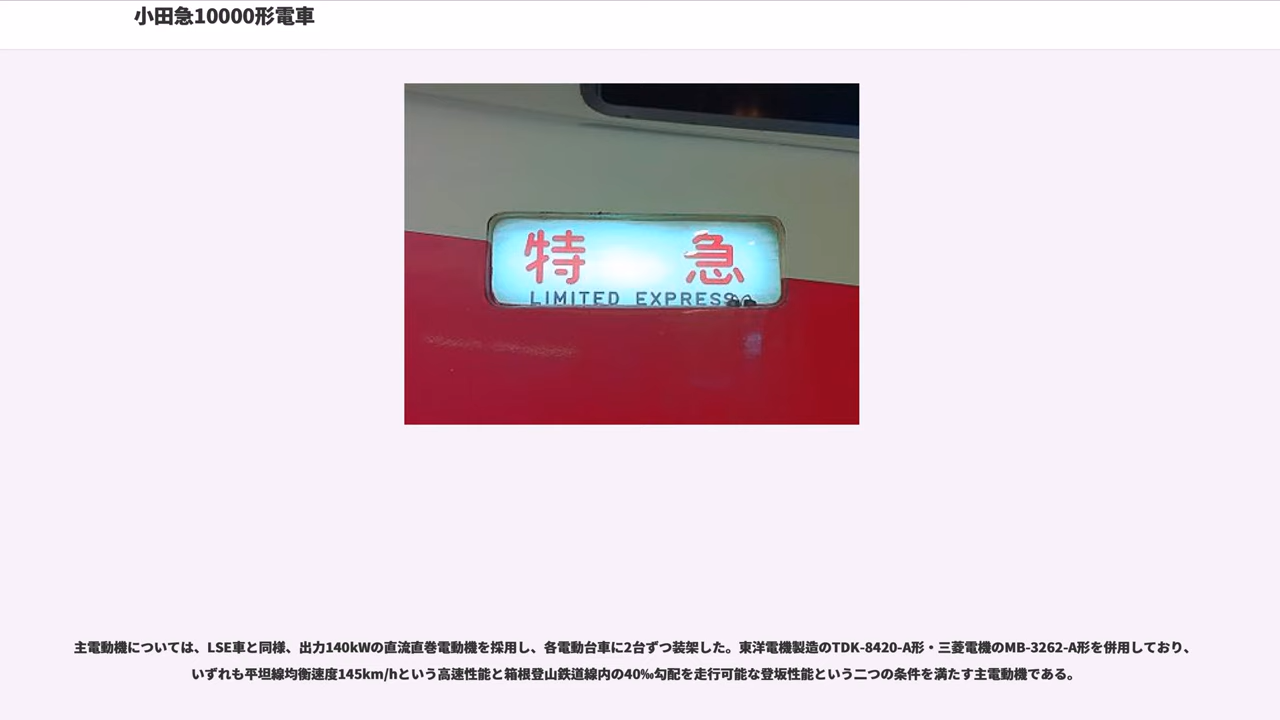 小田急10000形電車
特 急
LIMITED EXPRESS
主電動機については、LSE車と同様、出力140kWの直流直巻電動機を採用し、各電動台車に2台ずつ装架した。東洋電機製造のTDK-8420-A形・三菱電機のMB-3262-A形を併用しており、
いずれも平坦線均衡速度145km/hという高速性能と箱根登山鉄道線内の40‰勾配を走行可能な登坂性能という二つの条件を満たす主電動機である。